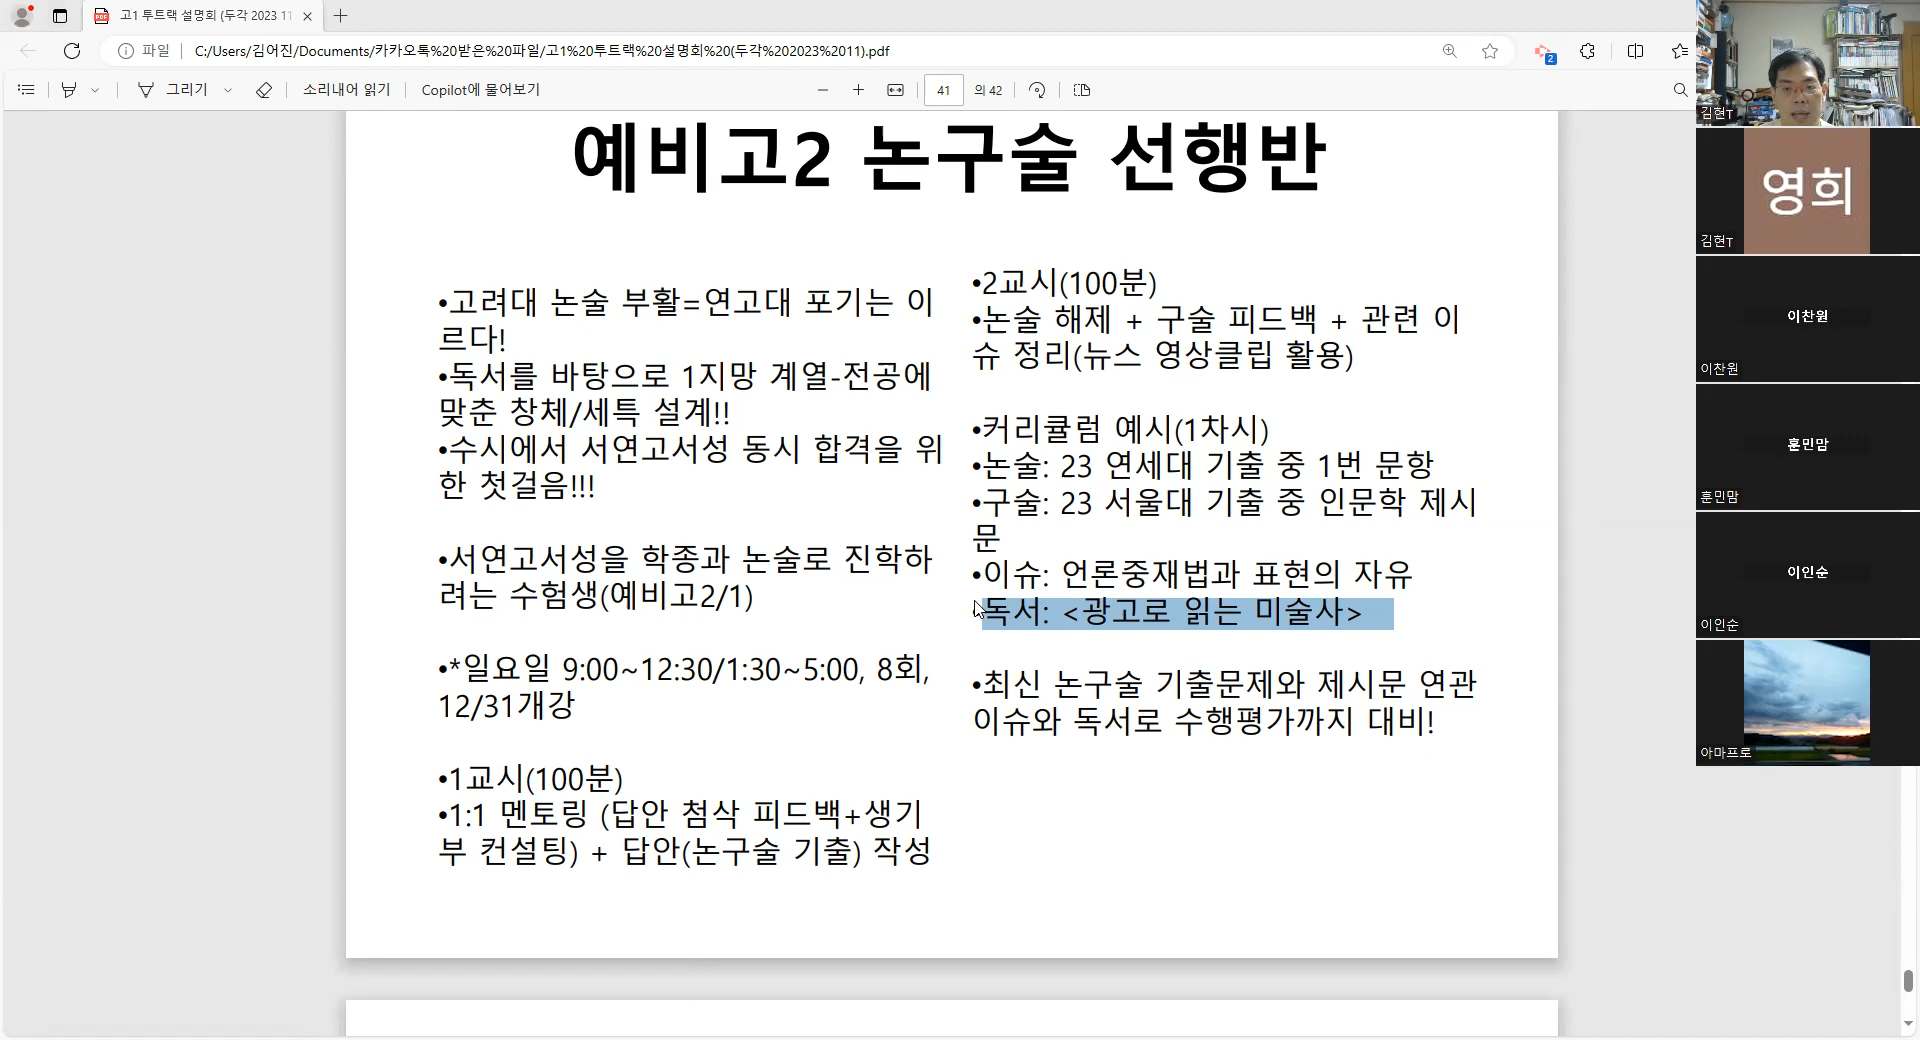 고1 투트랙 설명회 (두각 2023 11
파일
C:/Users/김어진/Documents/카카오톡%20받은%20파일/고1%20투트랙%20설명회%20(두각%202023%2011).pdf
2
그리기
소리내어 읽기
Copilot에 물어보기
41
의 42
예비고2 논구술 선행반
•고려대 논술 부활=연고대 포기는 이
르다!
•독서를 바탕으로 1지망 계열-전공에
맞춘 창체/세특 설계!!
•수시에서 서연고서성 동시 합격을 위
한 첫걸음!!!
•서연고서성을 학종과 논술로 진학하
려는 수험생(예비고2/1)
•*일요일 9:00~12:30/1:30~5:00, 8회,
12/31개강
•1교시(100분)
•1:1 멘토링 (답안 첨삭 피드백+생기
부 컨설팅) + 답안(논구술 기출) 작성
•2교시(100분)
•논술 해제 + 구술 피드백 + 관련 이
슈 정리(뉴스 영상클립 활용)
•커리큘럼 예시(1차시)
•논술: 23 연세대 기출 중 1번 문항
•구술: 23 서울대 기출 중 인문학 제시
문
•이슈: 언론중재법과 표현의 자유
독서: <광고로 읽는 미술사>
•최신 논구술 기출문제와 제시문 연관
이슈와 독서로 수행평가까지 대비!
김현T
영희
김현T
이찬원
이찬원
훈민맘
훈민맘
이인순
이인순
아마프로